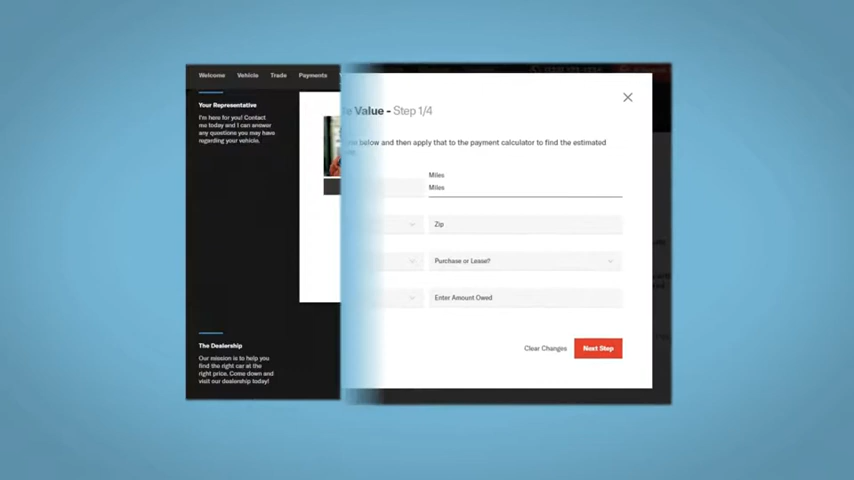 Welcome
Vehicle
Trade
Payments
Your Representative
I'm here for you! Contact
me today and I can answer
any questions you may have
regarding your vehicle.
Value - Step 1/4
below and then apply that to the payment calculator to find the estimated
Miles
Miles
Zip
Purchase or Lease?
Enter Amount Owed
Clear Changes
Next Step
The Dealership
Our mission is to help you
find the right car at the
right price. Come down and
visit our dealership today!